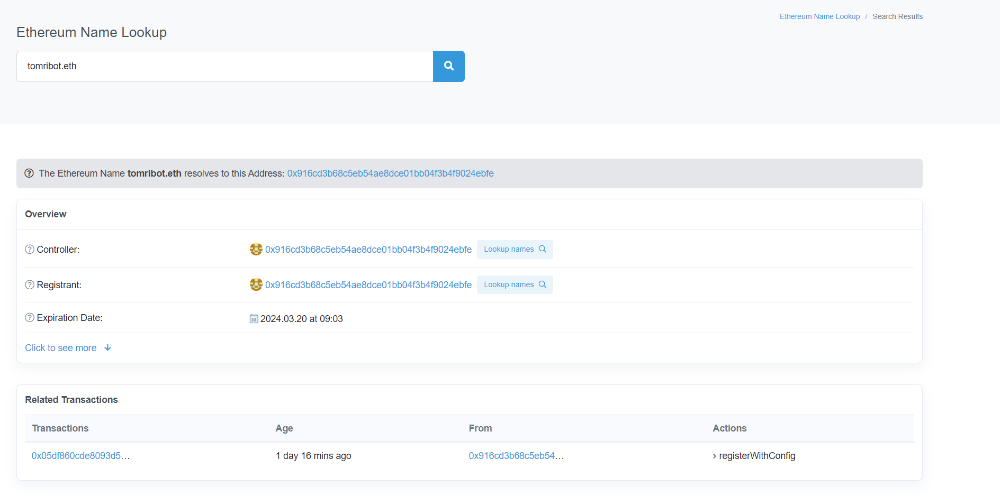 Ethereum Name Lookup / Search Results
Ethereum Name Lookup
tomribot.eth
The Ethereum Name tomribot.eth resolves to this Address: 0x916cd3b68c5eb54ae8dce01bb04f3b4f9024ebfe
Overview
Controller: 0x916cd3b68c5eb54ae8dce01bb04f3b4f9024ebfe Lookup names
Registrant: 0x916cd3b68c5eb54ae8dce01bb04f3b4f9024ebfe Lookup names
Expiration Date: 2024.03.20 at 09:03
Click to see more
Related Transactions
Transactions Age From Actions
0x05df860cde8093d5... 1 day 16 mins ago 0x916cd3b68c5eb54... registerWithConfig